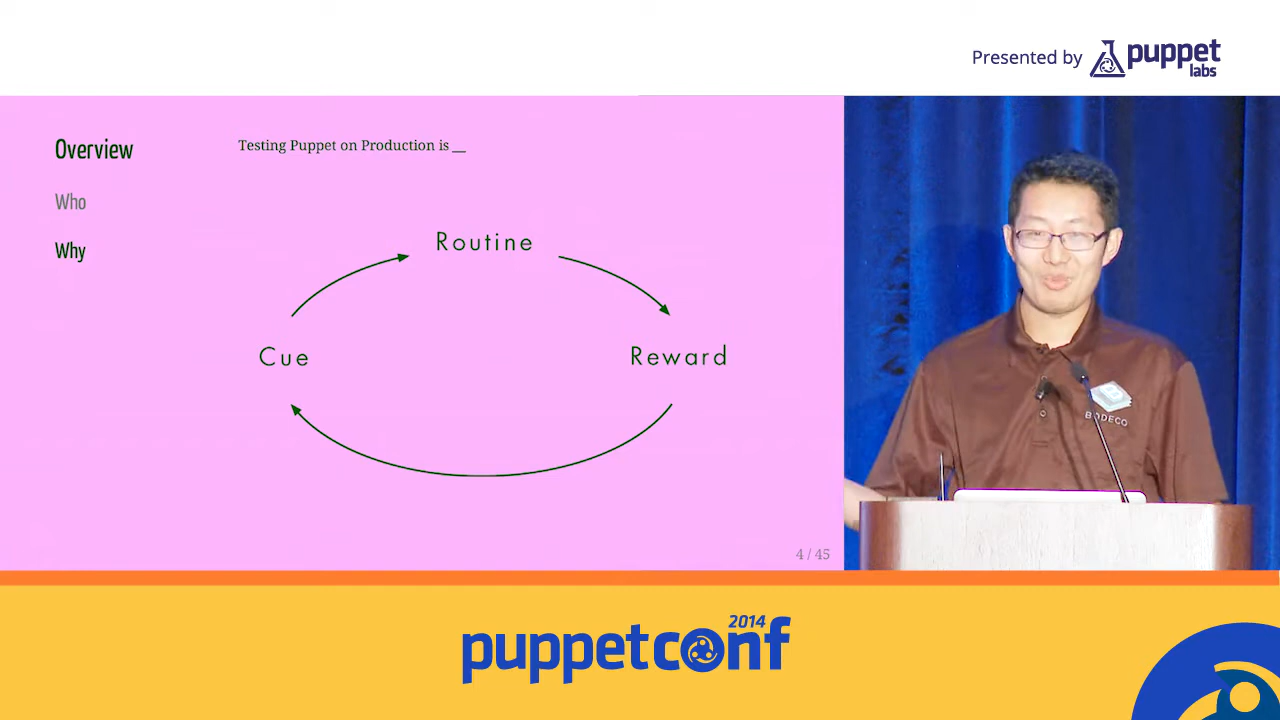 Presented by puppet labs
Overview
Testing Puppet on Production is __
Who
Why
Routine
Cue
Reward
BODECO
4 / 45
2014
puppetconf